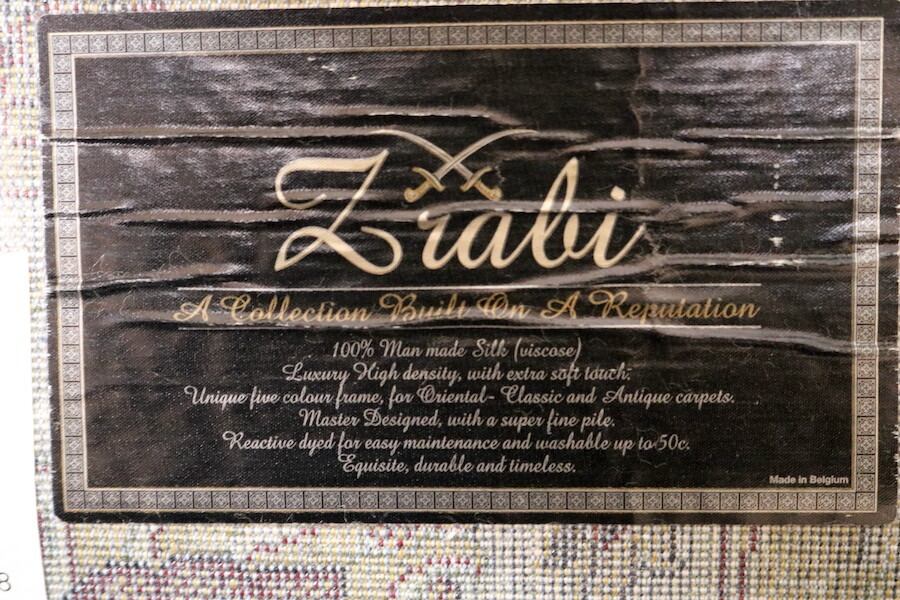 Ziabi
A Collection Built On A Reputation
100% Man made Silk (viscose)
Luxury High density, with extra soft touch;
Unique five colour frame, for Oriental- Classic and Antique carpets.
Master Designed, with a super fine pile.
Reactive dyed for easy maintenance and washable up to 50c.
Equisite, durable and timeless.
Made in Belgium
8